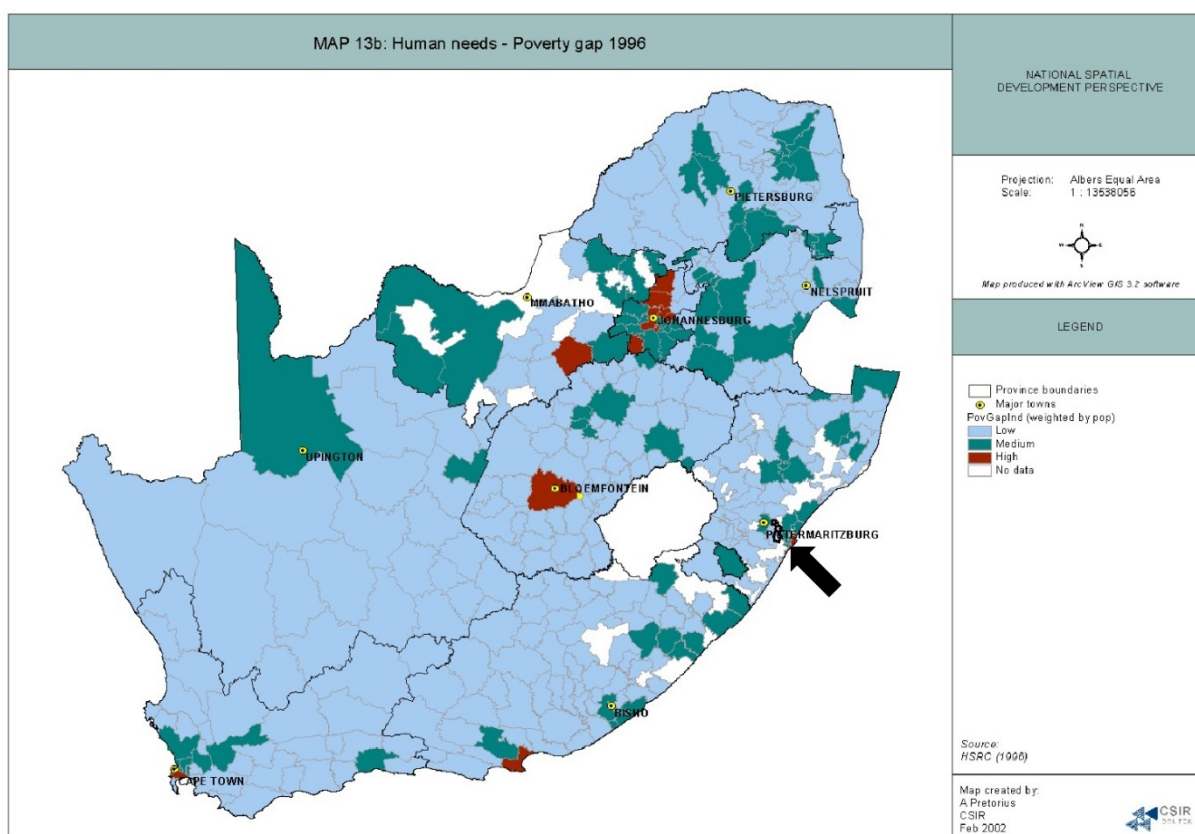 MAP 13b: Human needs - Poverty gap 1996
NATIONAL SPATIAL
DEVELOPMENT PERSPECTIVE
Projection: Albers Equal Area
Scale: 1 : 13538056
N
W E
S
Map produced with ArcView GIS 3.2 software
LEGEND
Province boundaries
Major towns
PovGapInd (weighted by pop)
Low
Medium
High
No data
PIETERSBURG
NELSPRUIT
MMABATHO
JOHANNESBURG
UPINGTON
BLOEMFONTEIN
PIETERMARITZBURG
BISHO
CAPE TOWN
Source:
HSRC (1996)
Map created by:
A Pretorius
CSIR
Feb 2002
CSIR